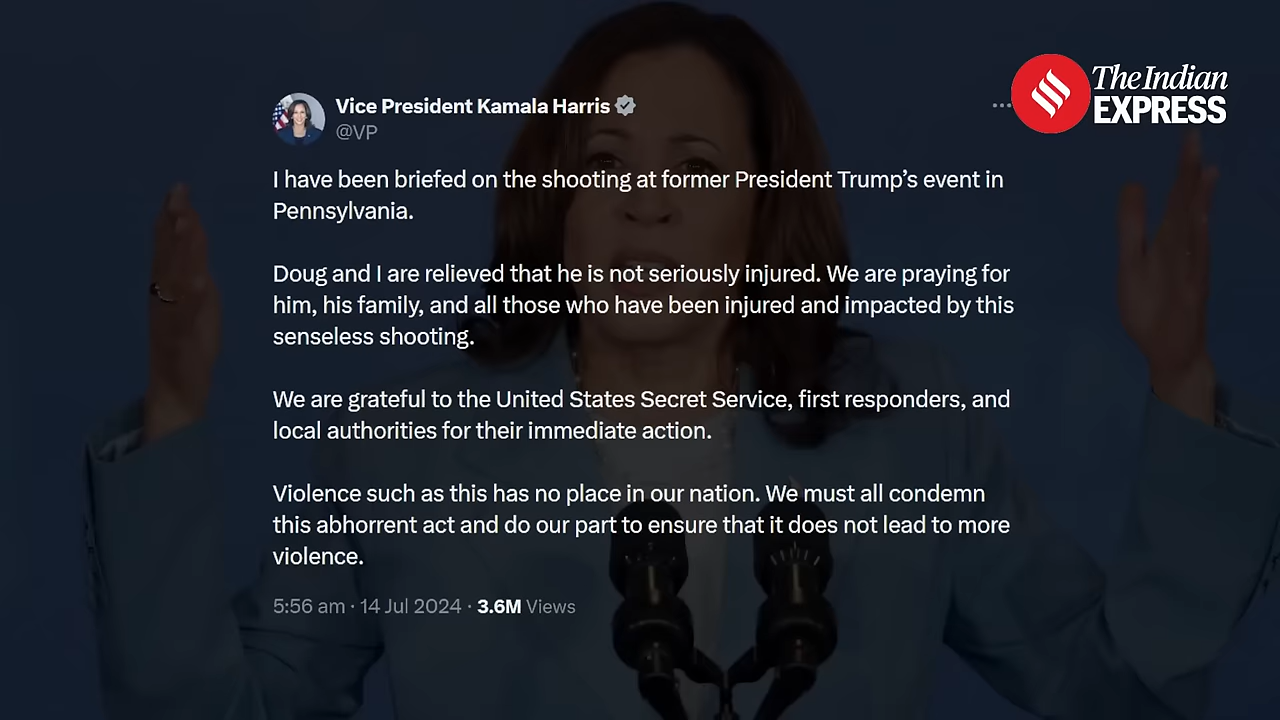 The Indian
EXPRESS
Vice President Kamala Harris
@VP
I have been briefed on the shooting at former President Trump’s event in
Pennsylvania.
Doug and I are relieved that he is not seriously injured. We are praying for
him, his family, and all those who have been injured and impacted by this
senseless shooting.
We are grateful to the United States Secret Service, first responders, and
local authorities for their immediate action.
Violence such as this has no place in our nation. We must all condemn
this abhorrent act and do our part to ensure that it does not lead to more
violence.
5:56 am · 14 Jul 2024 · 3.6M Views